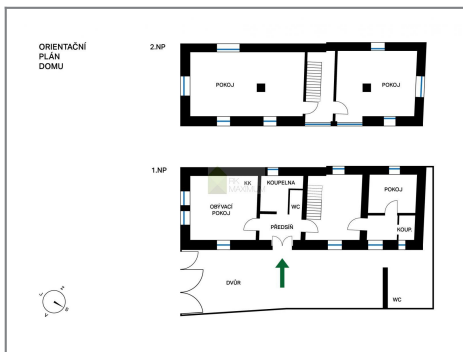 ORIENTAČNÍ
PLÁN
DOMU
2.NP
POKOJ
POKOJ
1.NP
KK
KOUPELNA
POKOJ
WC
OBÝVACÍ
POKOJ
PŘEDSÍŇ
KOUP.
DVŮR
WC
J
Z
V
S